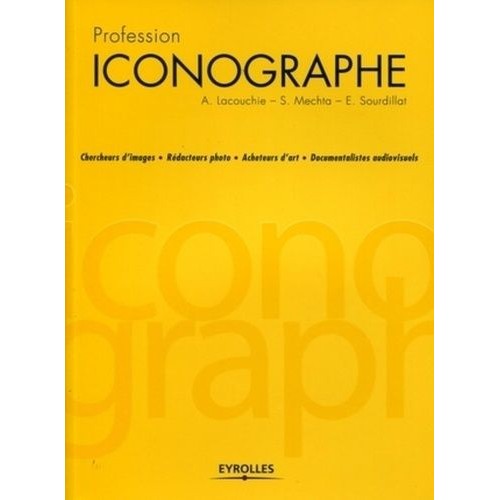 Profession
ICONOGRAPHE
A. Lacouchie – S. Mechta – E. Sourdillat
Chercheurs d'images • Rédacteurs photo • Acheteurs d'art • Documentalistes audiovisuels
icono
graph
EYROLLES